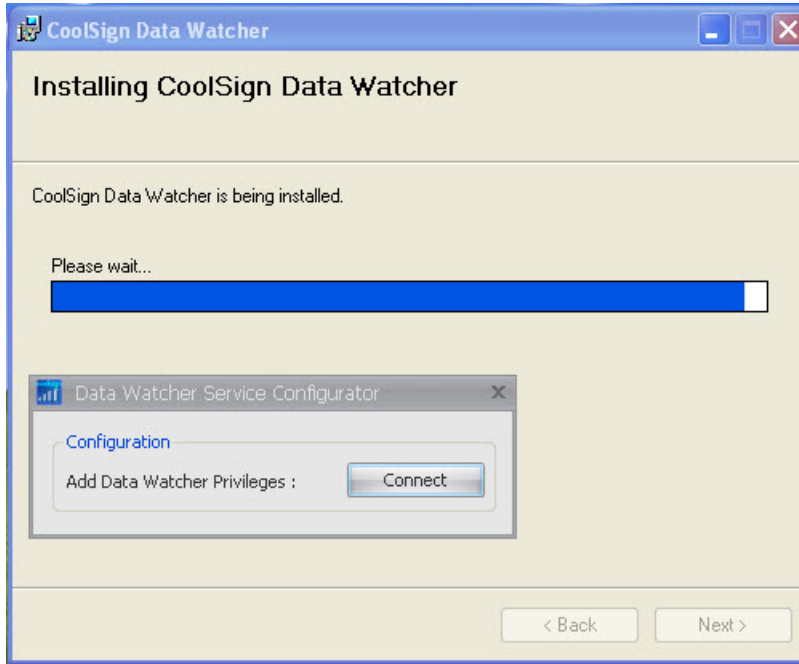 CoolSign Data Watcher
Installing CoolSign Data Watcher
CoolSign Data Watcher is being installed.
Please wait...
Data Watcher Service Configurator
Configuration
Add Data Watcher Privileges :
Connect
< Back
Next >